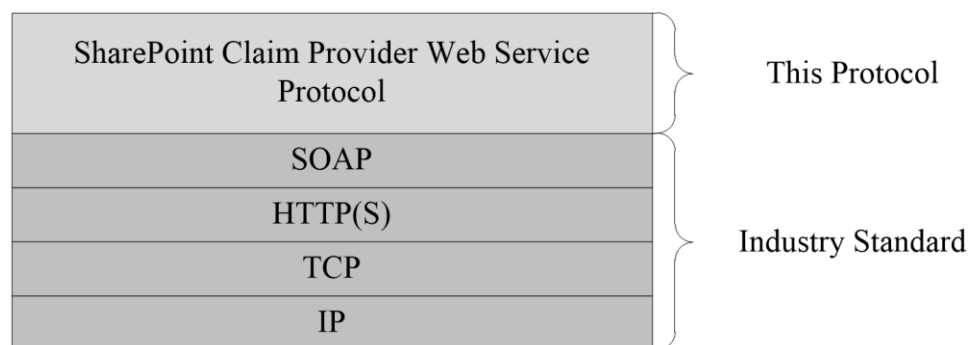 SharePoint Claim Provider Web Service
Protocol
This Protocol
SOAP
HTTP(S)
TCP
IP
Industry Standard